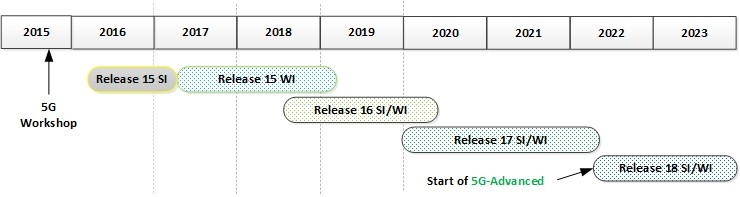 2015 2016 2017 2018 2019 2020 2021 2022 2023
Release 15 SI Release 15 WI
5G
Workshop
Release 16 SI/WI
Release 17 SI/WI
Release 18 SI/WI
Start of 5G-Advanced